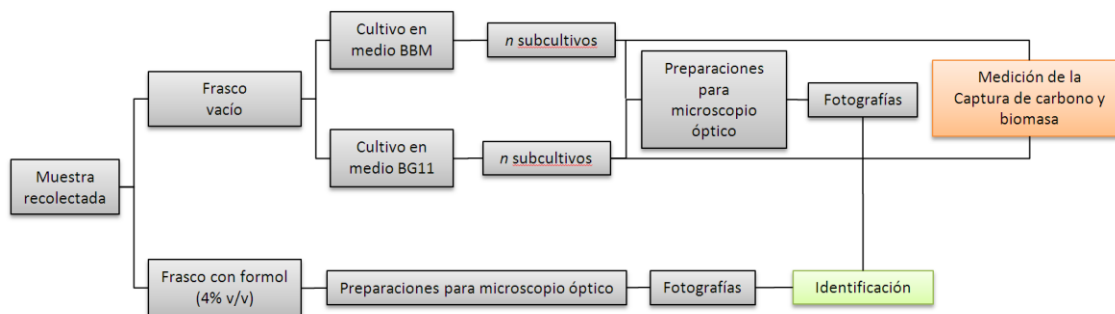 Muestra
recolectada
Frasco
vacío
Cultivo en
medio BBM
n subcultivos
Cultivo en
medio BG11
n subcultivos
Preparaciones
para
microscopio
óptico
Fotografías
Medición de la
Captura de carbono y
biomasa
Frasco con formol
(4% v/v)
Preparaciones para microscopio óptico
Fotografías
Identificación